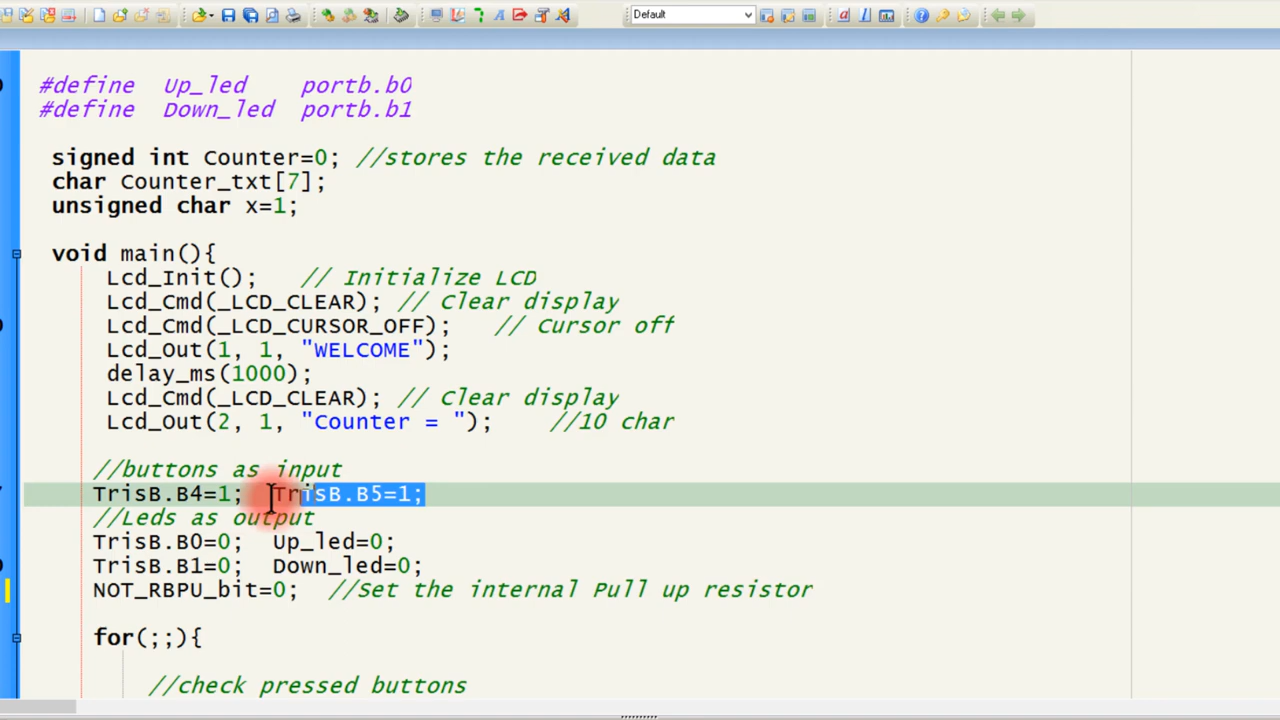 Default
#define Up_led portb.b0
#define Down_led portb.b1
signed int Counter=0; //stores the received data
char Counter_txt[7];
unsigned char x=1;
void main(){
Lcd_Init(); // Initialize LCD
Lcd_Cmd(_LCD_CLEAR); // Clear display
Lcd_Cmd(_LCD_CURSOR_OFF); // Cursor off
Lcd_Out(1, 1, "WELCOME");
delay_ms(1000);
Lcd_Cmd(_LCD_CLEAR); // Clear display
Lcd_Out(2, 1, "Counter = "); //10 char
//buttons as input
TrisB.B4=1; TrisB.B5=1;
//Leds as output
TrisB.B0=0; Up_led=0;
TrisB.B1=0; Down_led=0;
NOT_RBPU_bit=0; //Set the internal Pull up resistor
for(;;){
//check pressed buttons